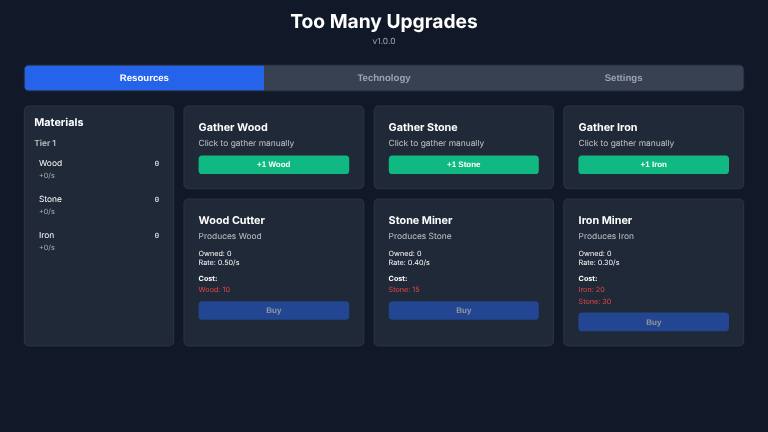 Too Many Upgrades
v1.0.0
Resources
Technology
Settings
Materials
Tier 1
Wood 0
+0/s
Stone 0
+0/s
Iron 0
+0/s
Gather Wood
Click to gather manually
+1 Wood
Gather Stone
Click to gather manually
+1 Stone
Gather Iron
Click to gather manually
+1 Iron
Wood Cutter
Produces Wood
Owned: 0
Rate: 0.50/s
Cost:
Wood: 10
Buy
Stone Miner
Produces Stone
Owned: 0
Rate: 0.40/s
Cost:
Stone: 15
Buy
Iron Miner
Produces Iron
Owned: 0
Rate: 0.30/s
Cost:
Iron: 20
Stone: 30
Buy